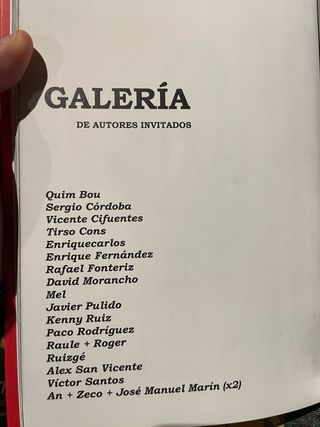 GALERÍA
DE AUTORES INVITADOS
Quim Bou
Sergio Córdoba
Vicente Cifuentes
Tirso Cons
Enriquecarlos
Enrique Fernández
Rafael Fonteriz
David Morancho
Mel
Javier Pulido
Kenny Ruiz
Paco Rodríguez
Raule + Roger
Ruizgé
Alex San Vicente
Víctor Santos
An + Zeco + José Manuel Marín (x2)